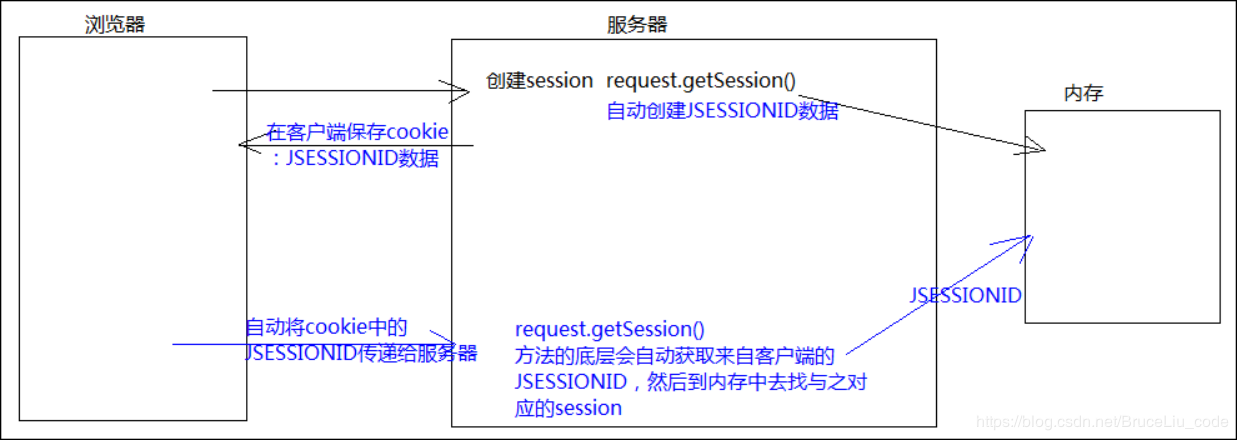 浏览器
服务器
创建session request.getSession()
自动创建JSESSIONID数据
内存
在客户端保存cookie
：JSESSIONID数据
JSESSIONID
自动将cookie中的
JSESSIONID传递给服务器
request.getSession()
方法的底层会自动获取来自客户端的
JSESSIONID，然后到内存中去找与之对
应的session
https://blog.csdn.net/BruceLiu_code